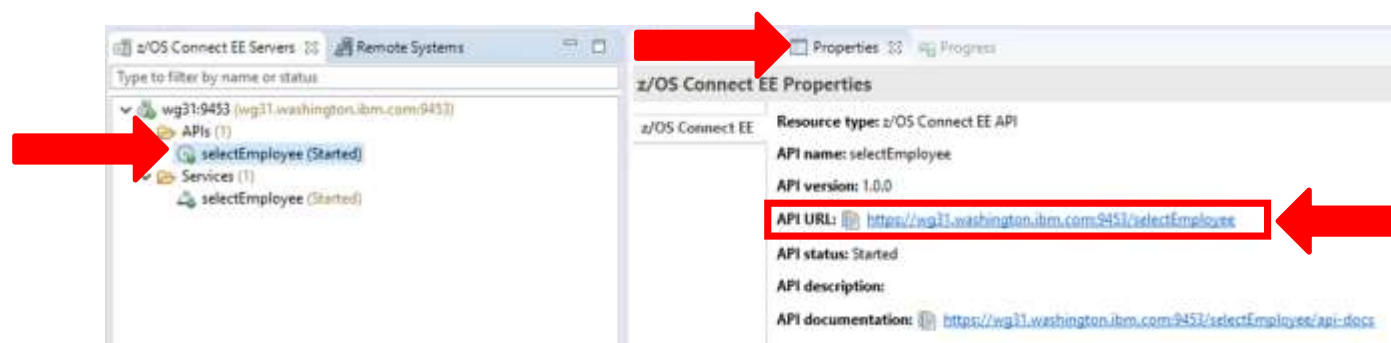 z/OS Connect EE Servers
Remote Systems
Type to filter by name or status
wg31:9453 (wg31.washington.ibm.com:9453)
APIs (1)
selectEmployee (Started)
Services (1)
selectEmployee (Started)
Properties
Progress
z/OS Connect EE Properties
z/OS Connect EE
Resource type: z/OS Connect EE API
API name: selectEmployee
API version: 1.0.0
API URL: https://wg31.washington.ibm.com:9453/selectEmployee
API status: Started
API description:
API documentation: https://wg31.washington.ibm.com:9453/selectEmployee/api-docs